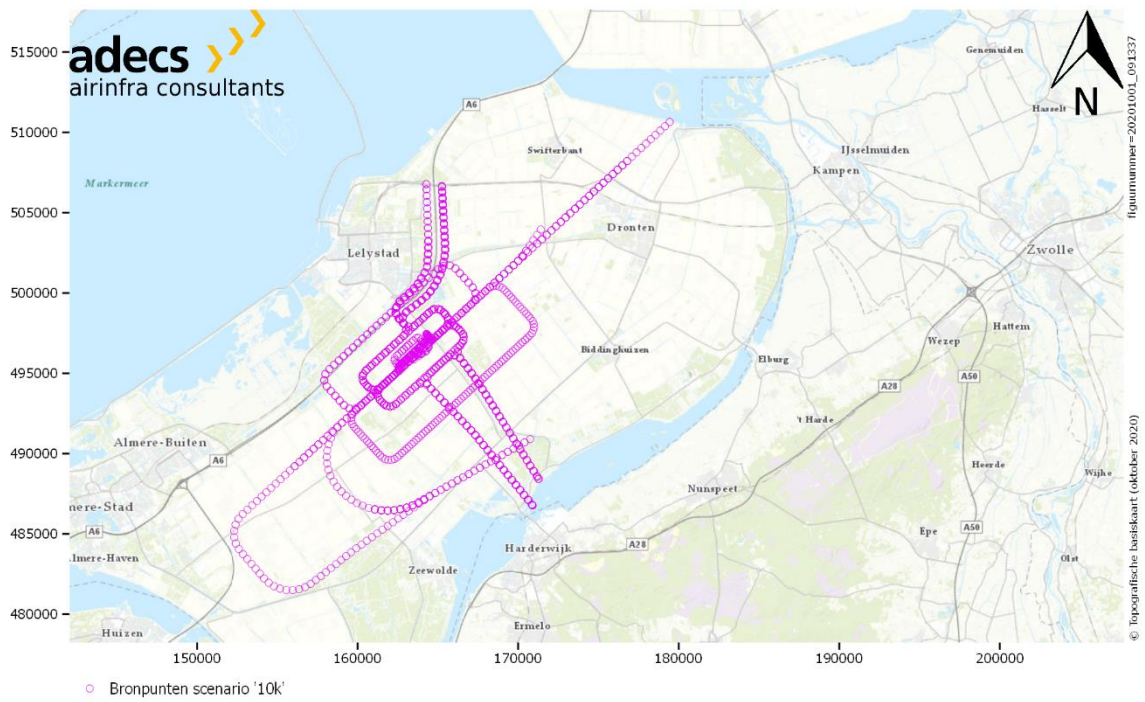 515000
adecs
airinfra consultants
A6
Genemuiden
N
Hasselt
figuurnummer=20201001_091337
510000
Swifterbant
IJsselmuiden
Kampen
Markermeer
505000
Dronten
Lelystad
Zwolle
500000
Hattem
Biddinghuizen
Elburg
Wezep
495000
A28
A50
't Harde
Almere-Buiten
490000
A6
Heerde
Wijhe
Nunspeet
mere-Stad
485000
A6
A28
Harderwijk
Epe
A50
Almere-Haven
Zeewolde
Olst
480000
Huizen
Ermelo
© Topografische basiskaart (oktober 2020)
150000 160000 170000 180000 190000 200000
Bronpunten scenario '10k'